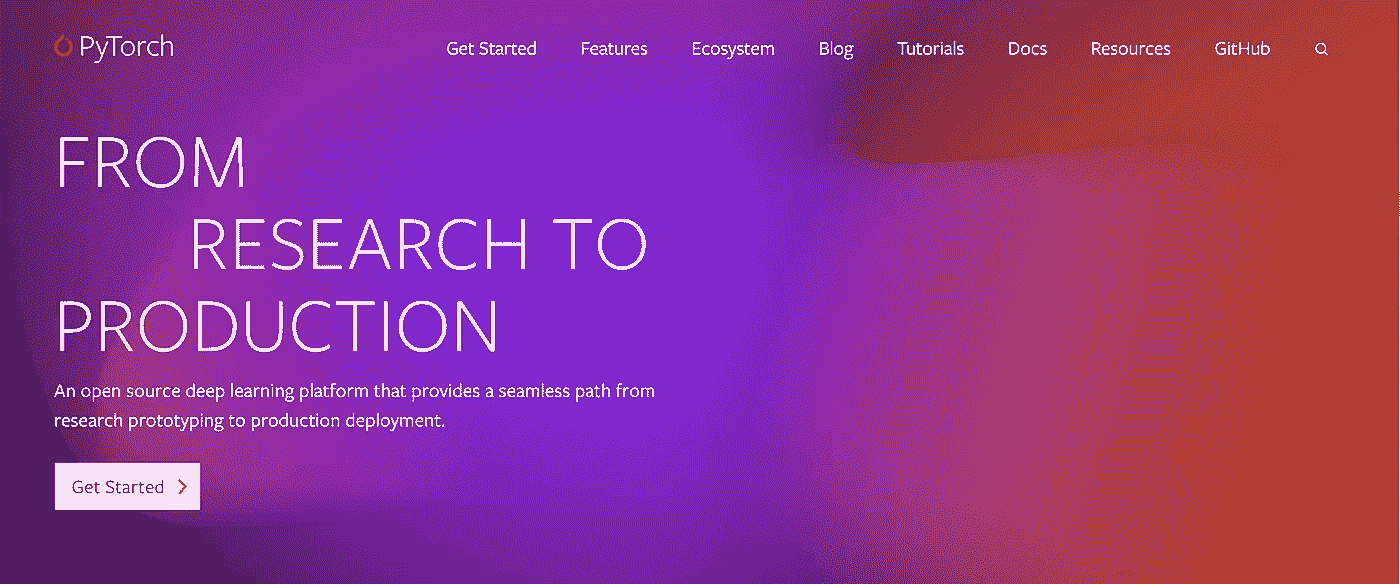 PyTorch Get Started Features Ecosystem Blog Tutorials Docs Resources GitHub
FROM
RESEARCH TO
PRODUCTION
An open source deep learning platform that provides a seamless path from
research prototyping to production deployment.
Get Started